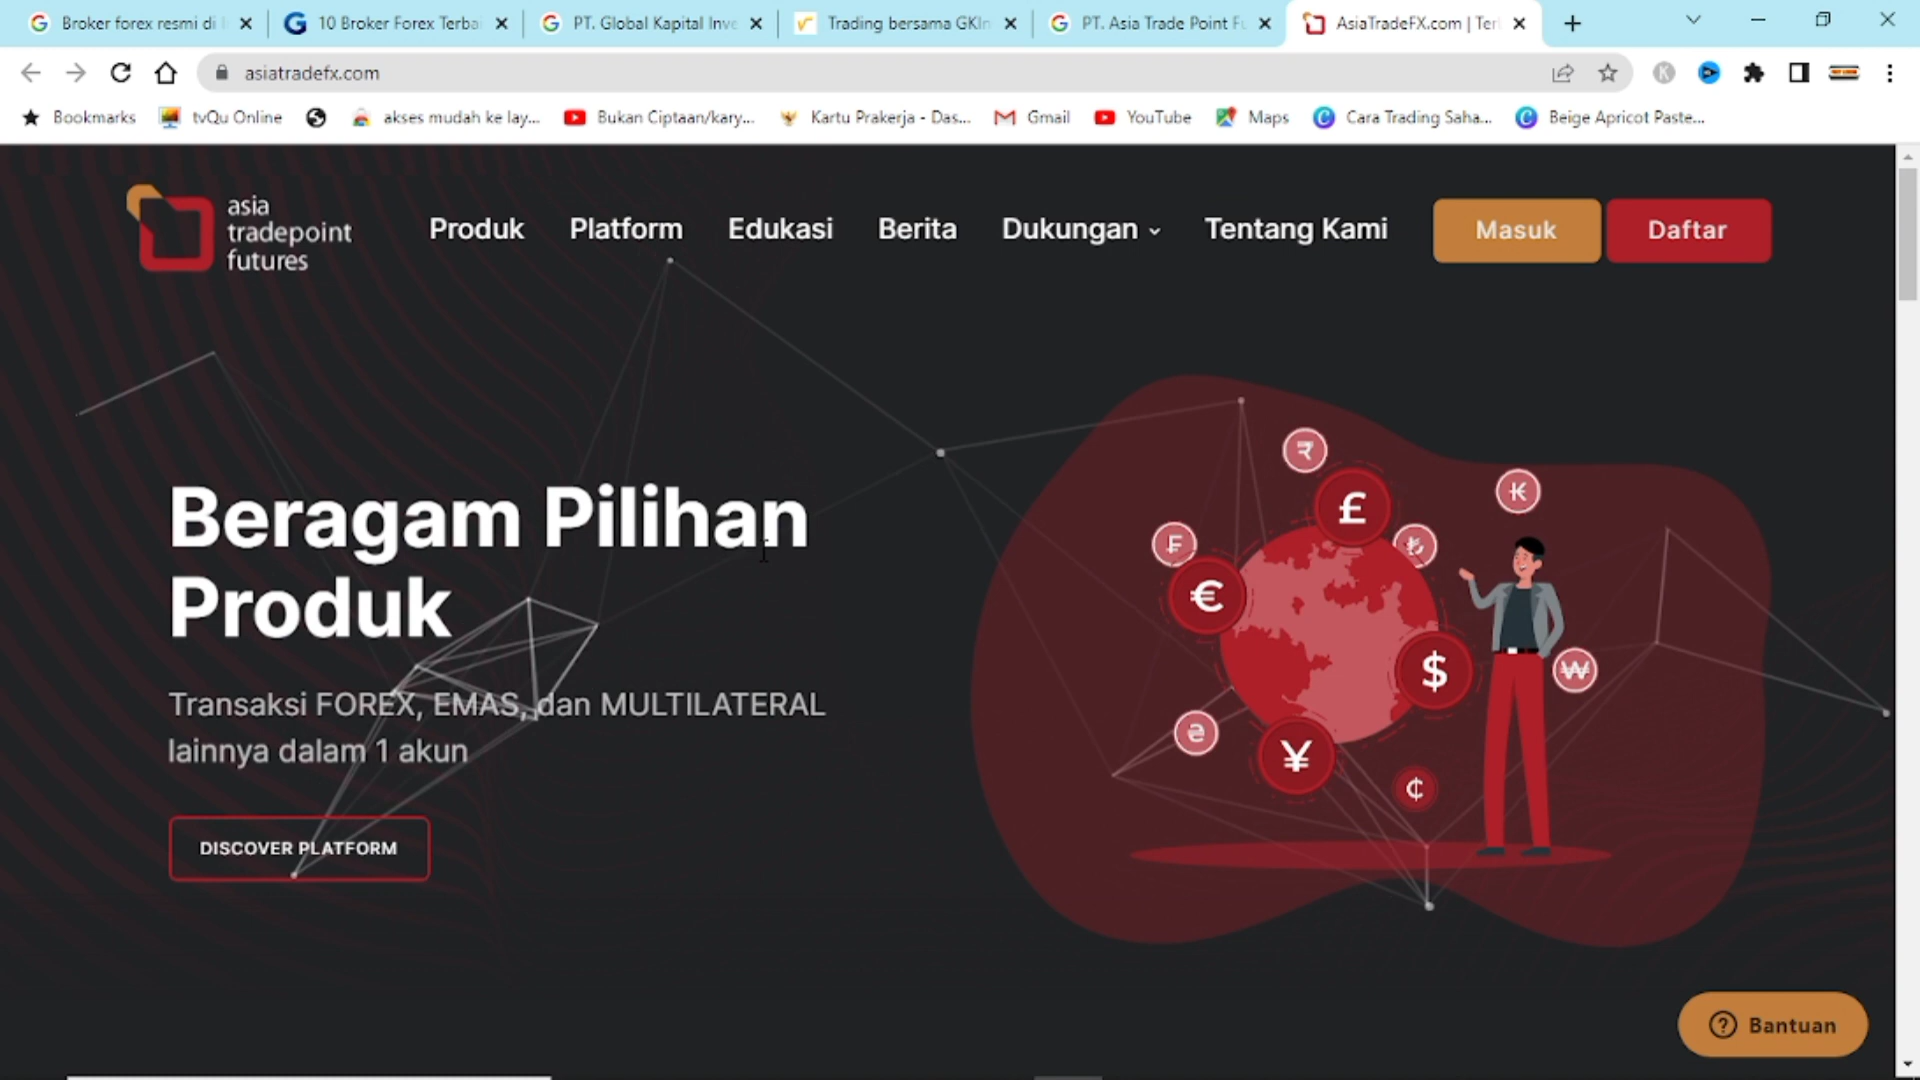 Broker forex resmi di
10 Broker Forex Terba
PT. Global Kapital Inve
Trading bersama GKIn
PT. Asia Trade Point Fu
AsiaTradeFX.com | Ter
asiatradefx.com
Bookmarks
tvQu Online
akses mudah ke lay...
Bukan Ciptaan/kary...
Kartu Prakerja - Das...
Gmail
YouTube
Maps
Cara Trading Saha...
Beige Apricot Paste...
asia
tradepoint
futures
Produk
Platform
Edukasi
Berita
Dukungan
Tentang Kami
Masuk
Daftar
Beragam Pilihan
Produk
Transaksi FOREX, EMAS, dan MULTILATERAL
lainnya dalam 1 akun
DISCOVER PLATFORM
₹
£
₭
₣
₺
€
$
₩
₴
¥
¢
Bantuan